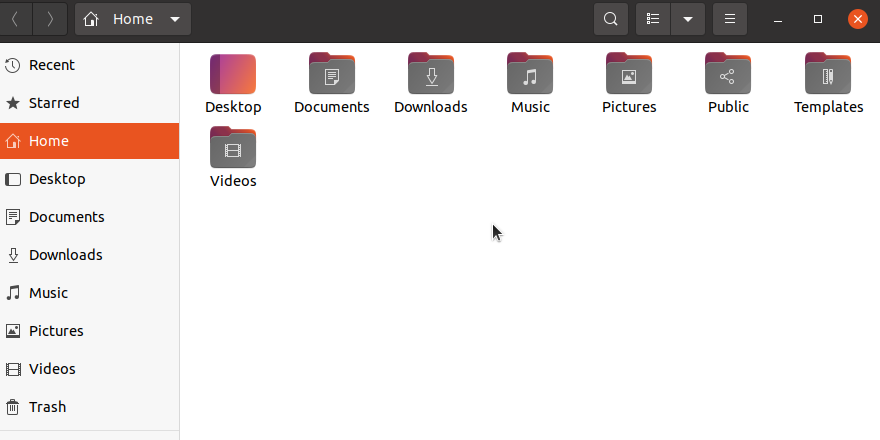 Home
Recent
Starred
Home
Desktop
Documents
Downloads
Music
Pictures
Videos
Trash
Desktop Documents Downloads Music Pictures Public Templates
Videos